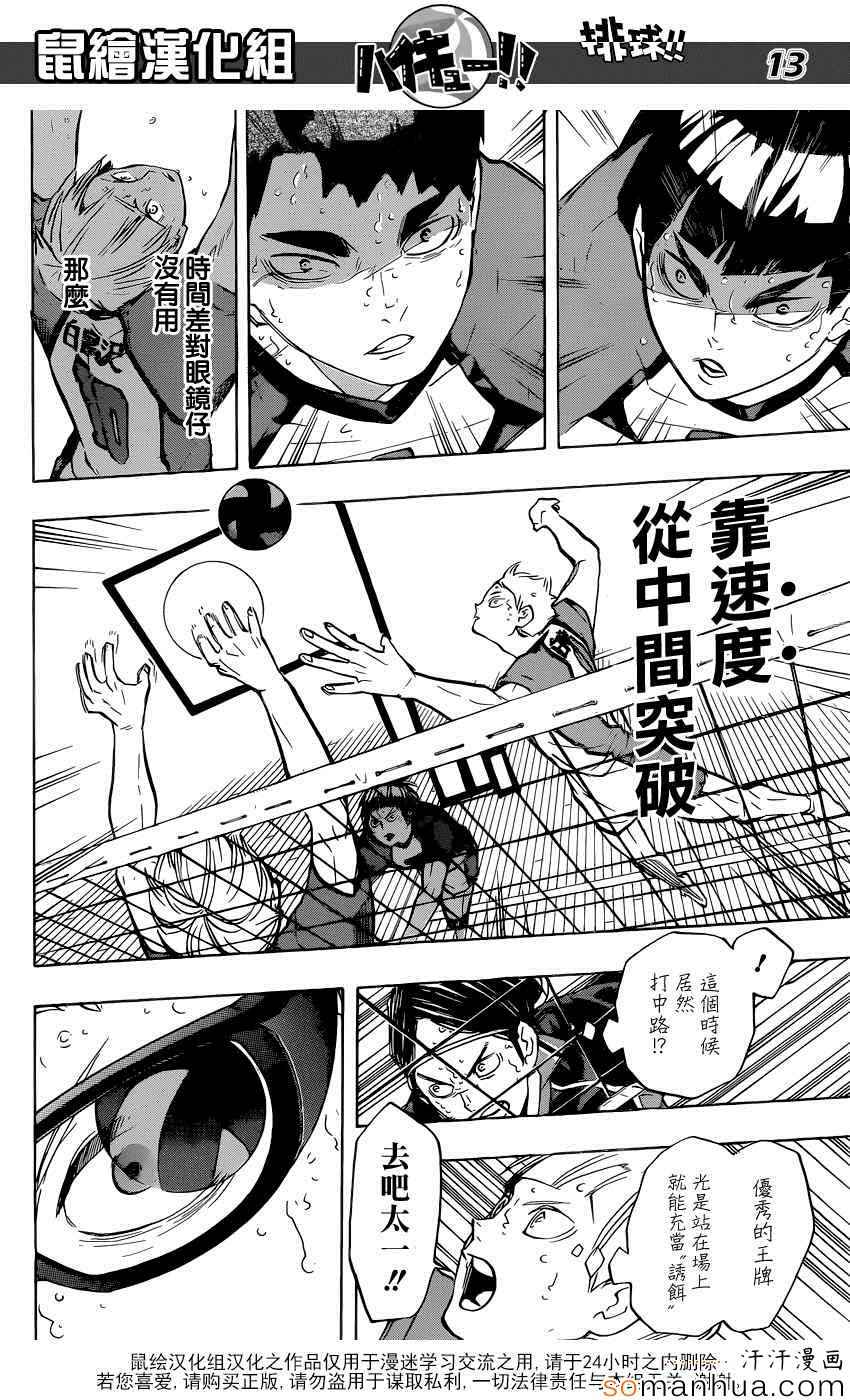 鼠繪漢化組
ハイキュー!!
排球!!
13
時間差對眼鏡仔
沒有用
那麼
靠速度
從中間突破
!
這個時候
居然
打中路!?
優秀的王牌
光是站在場上
就能充當“誘餌”
去吧太一!!
鼠绘汉化组汉化之作品仅用于漫迷学习交流之用, 请于24小时之内删除
若您喜爱, 请购买正版, 请勿盗用于谋取私利, 一切法律责任与
汗汗漫画
somanhua.com